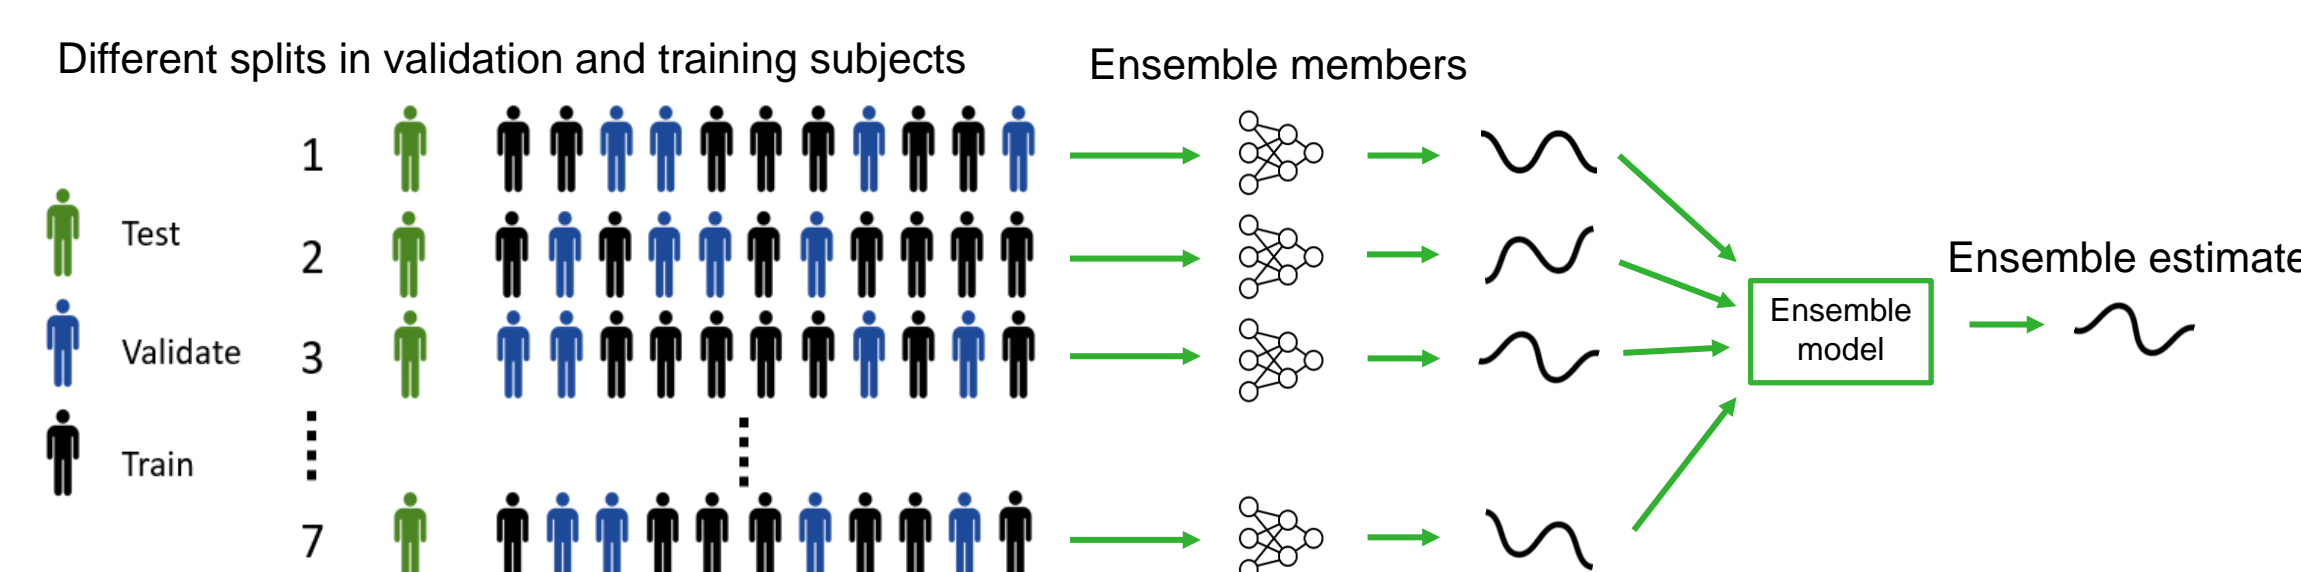 Different splits in validation and training subjects
Ensemble members
1
2
3
7
Test
Validate
Train
Ensemble
model
Ensemble estimate